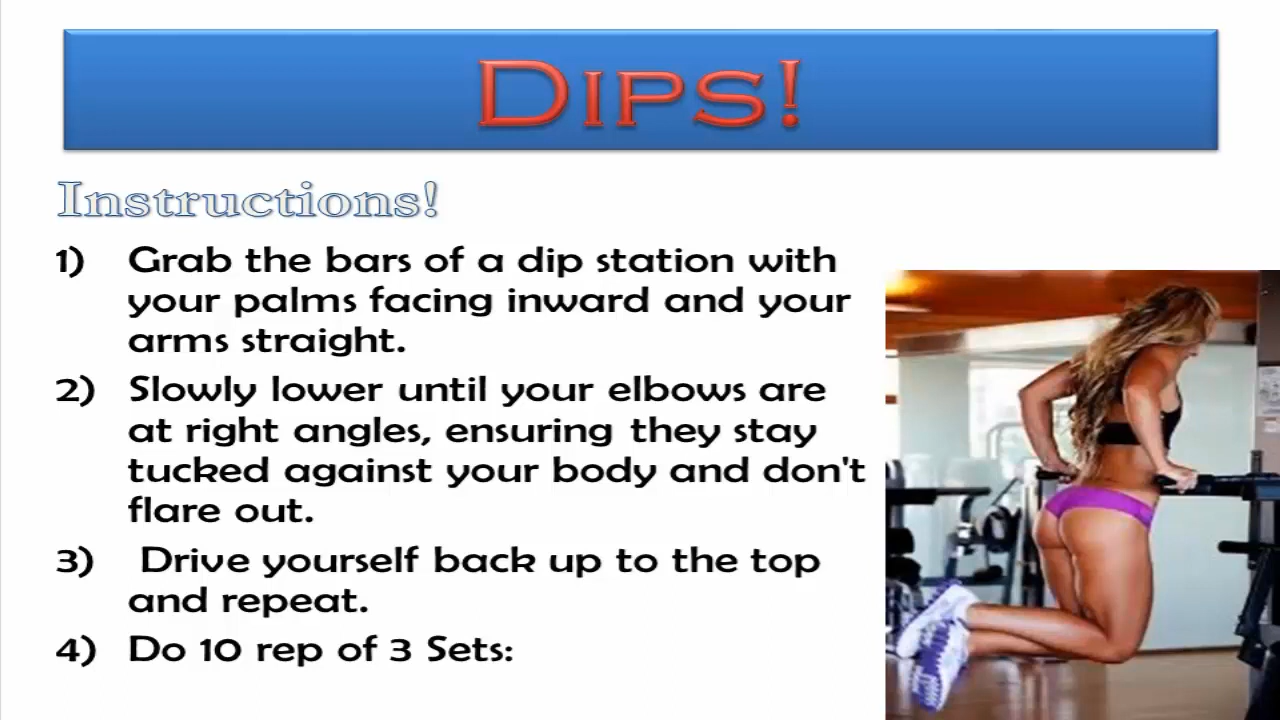 Dips!
Instructions!
1) Grab the bars of a dip station with
your palms facing inward and your
arms straight.
2) Slowly lower until your elbows are
at right angles, ensuring they stay
tucked against your body and don't
flare out.
3) Drive yourself back up to the top
and repeat.
4) Do 10 rep of 3 Sets: